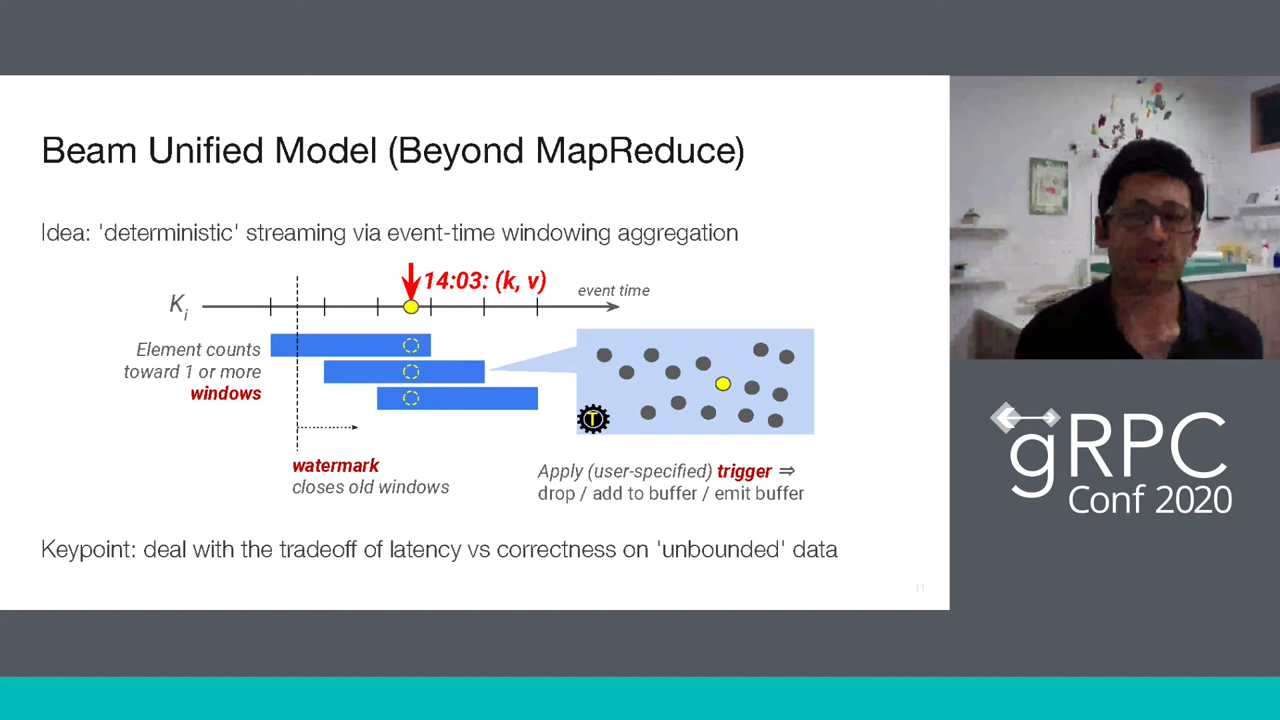 Beam Unified Model (Beyond MapReduce)
Idea: 'deterministic' streaming via event-time windowing aggregation
14:03: (k, v)
event time
Ki
Element counts
toward 1 or more
windows
T
watermark
closes old windows
Apply (user-specified) trigger ⇒
drop / add to buffer / emit buffer
Keypoint: deal with the tradeoff of latency vs correctness on 'unbounded' data
11
gRPC
Conf 2020